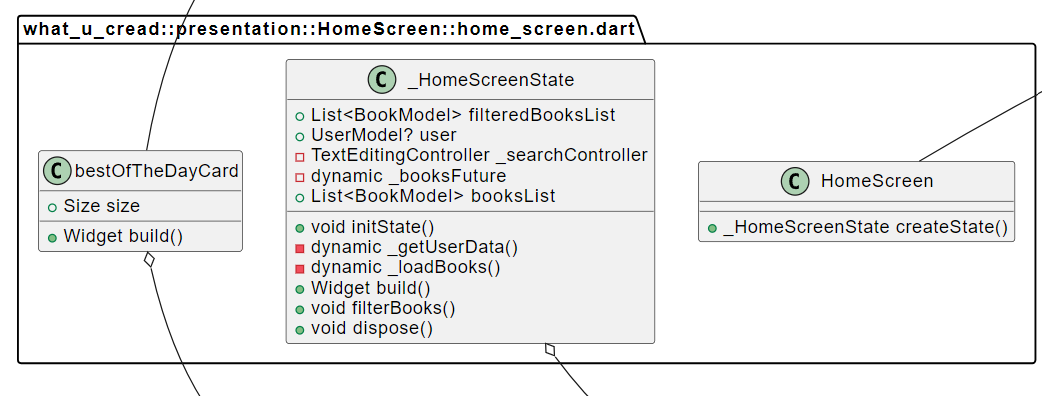 what_u_cread::presentation::HomeScreen::home_screen.dart
C bestOfTheDayCard
Size size
Widget build()
C _HomeScreenState
List<BookModel> filteredBooksList
UserModel? user
TextEditingController _searchController
dynamic _booksFuture
List<BookModel> booksList
void initState()
dynamic _getUserData()
dynamic _loadBooks()
Widget build()
void filterBooks()
void dispose()
C HomeScreen
_HomeScreenState createState()